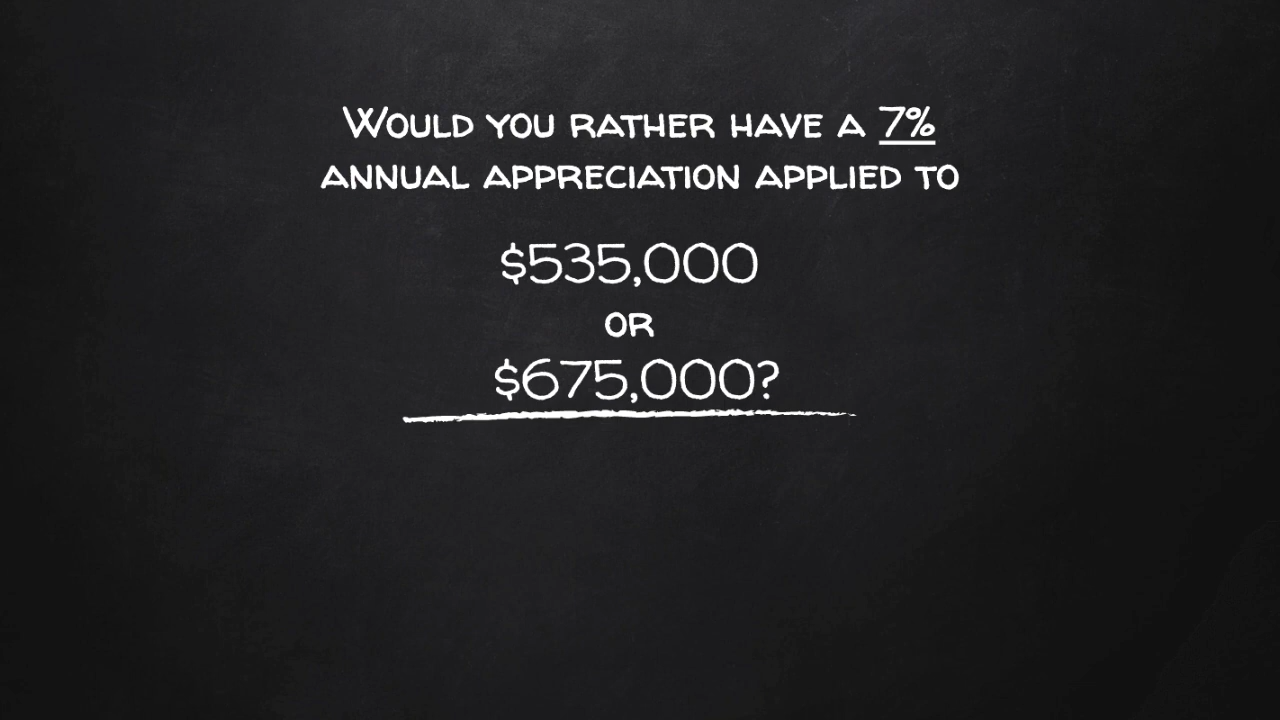 Would you rather have a 7%
annual appreciation applied to
$535,000
or
$675,000?